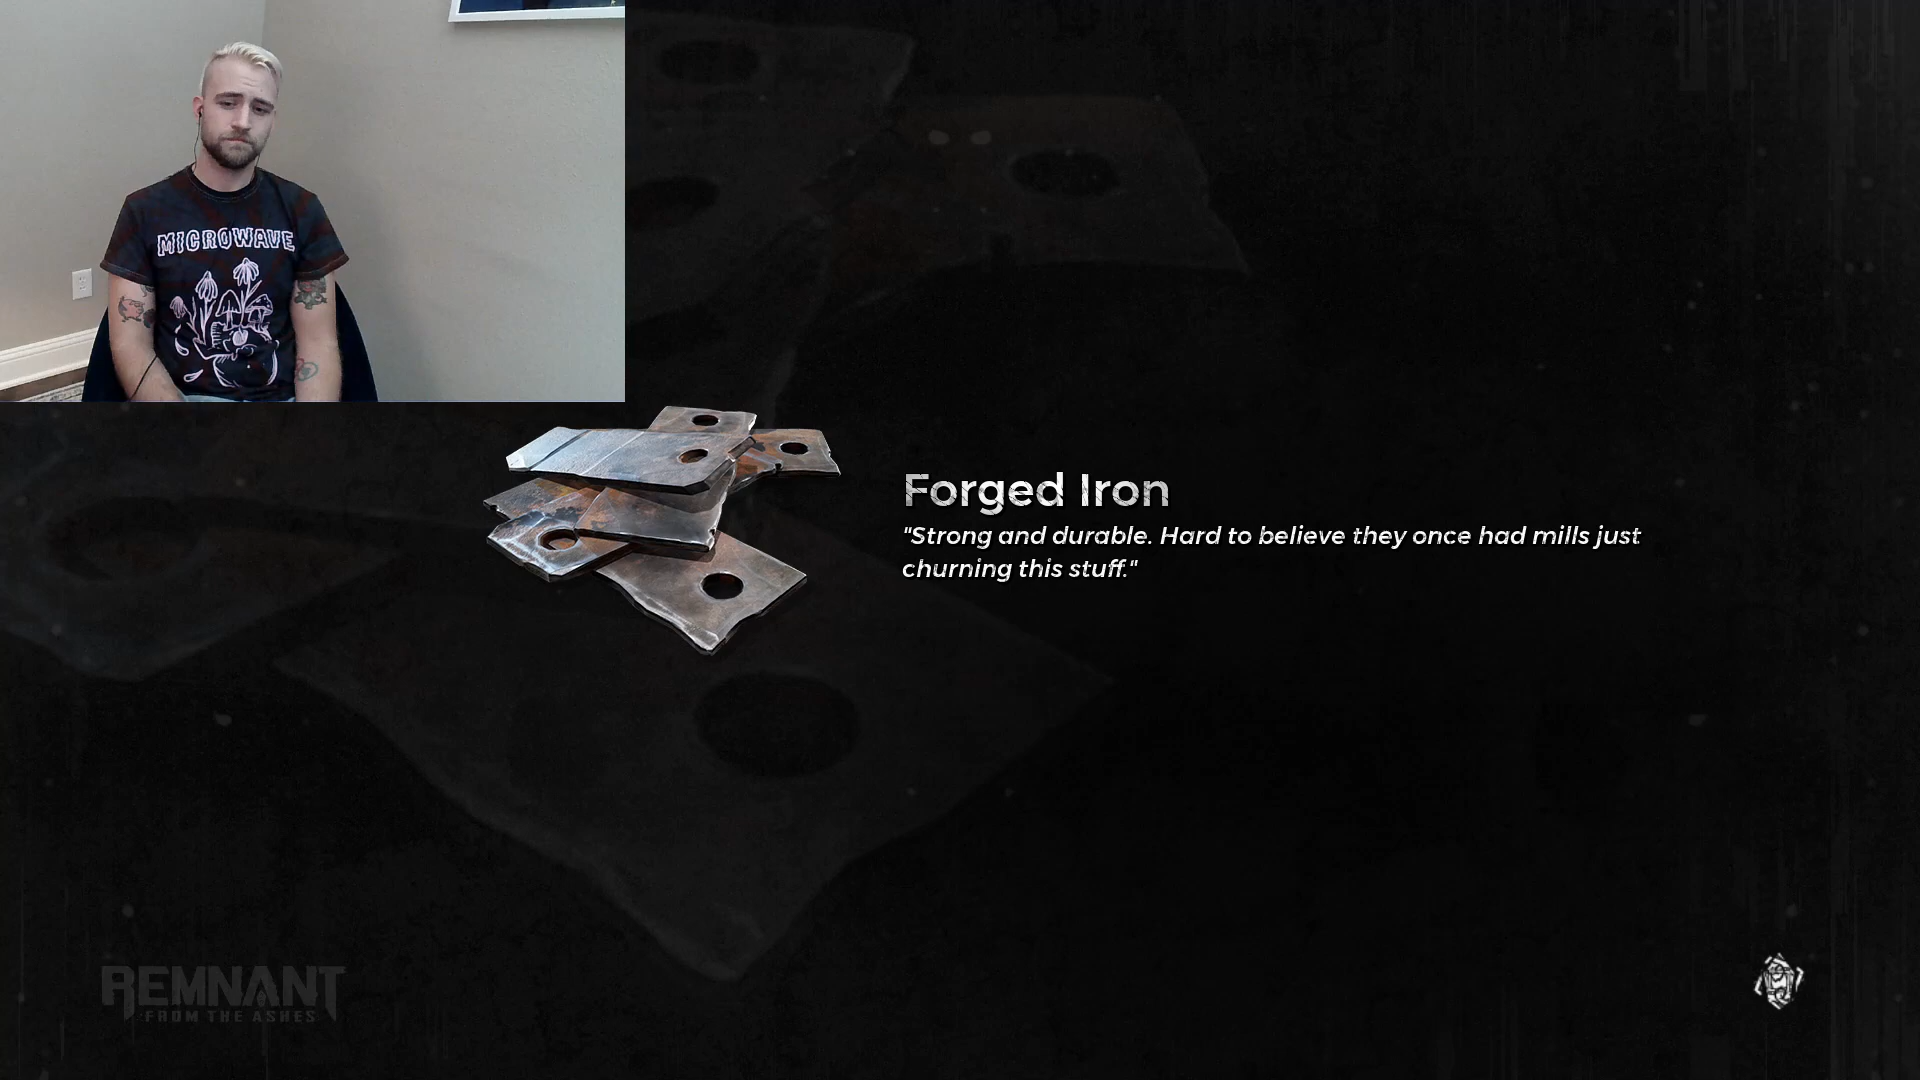 MICROWAVE
Forged Iron
"Strong and durable. Hard to believe they once had mills just
churning this stuff."
REMNANT
FROM THE ASHES